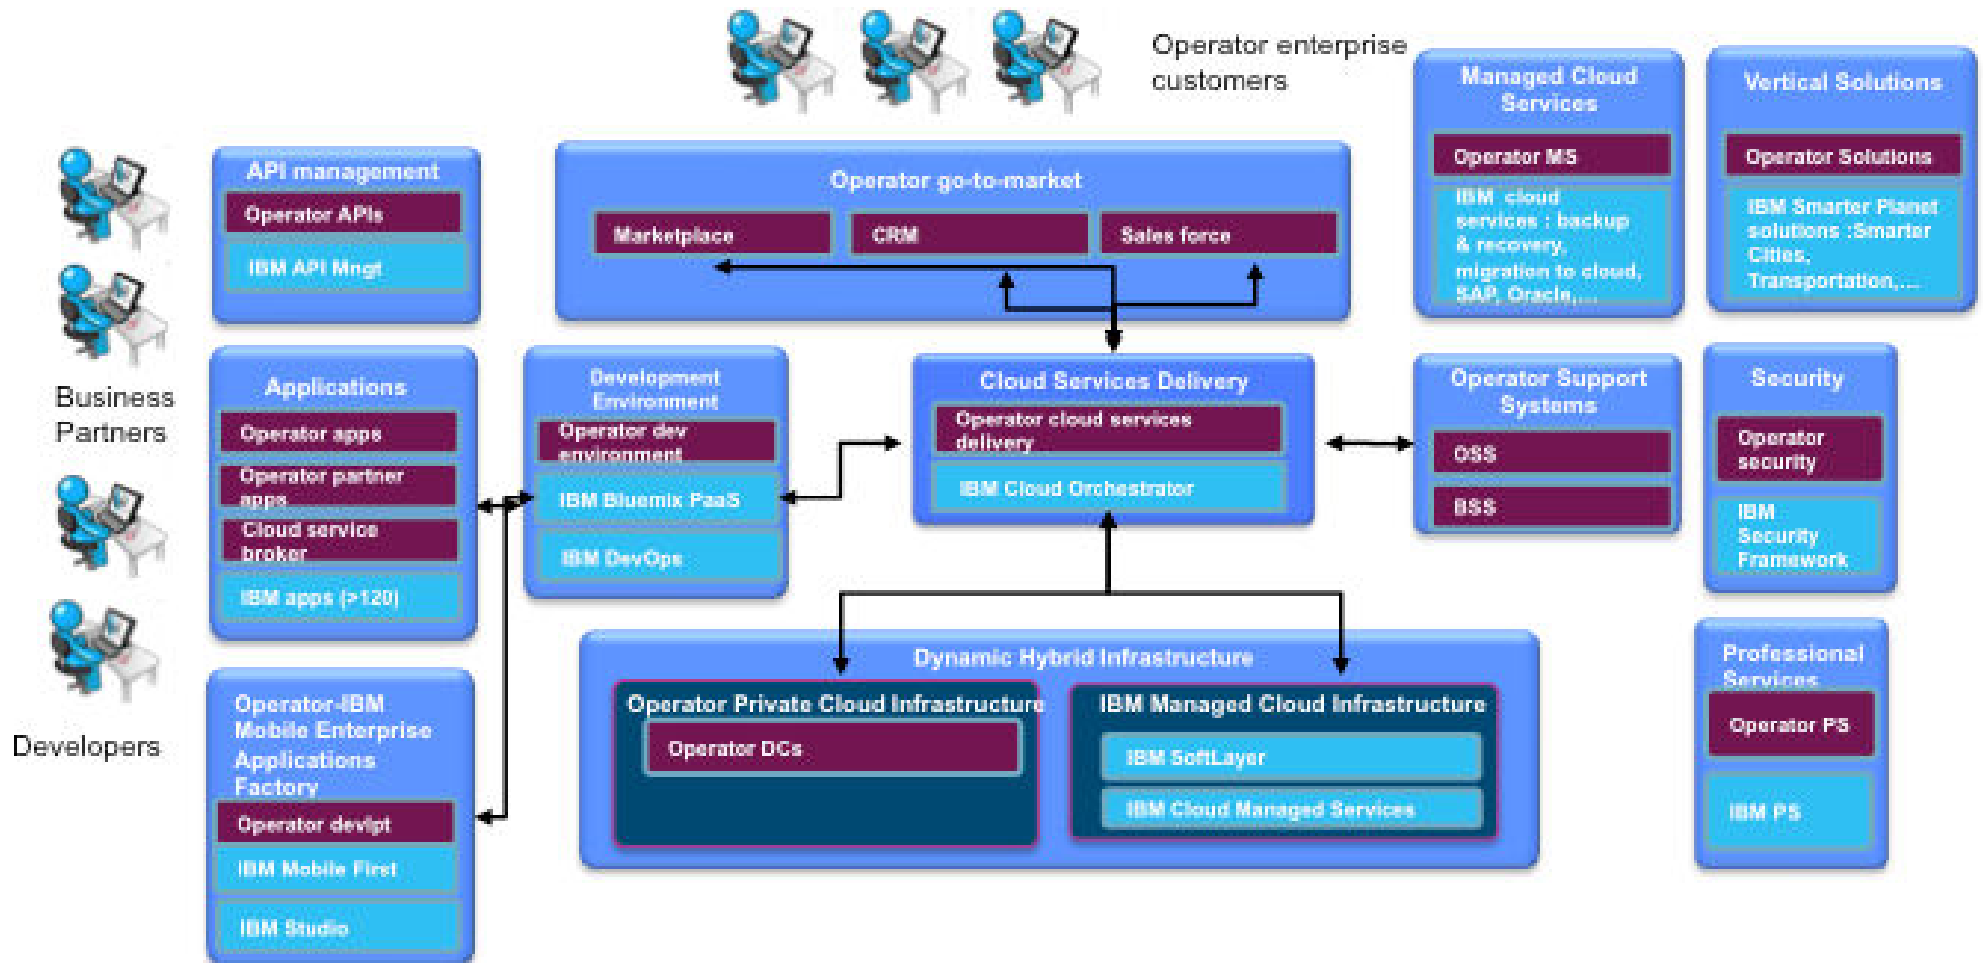 Operator enterprise
customers
Managed Cloud
Services
Operator MS
IBM cloud
services : backup
& recovery,
migration to cloud,
SAP, Oracle,...
Vertical Solutions
Operator Solutions
IBM Smarter Planet
solutions :Smarter
Cities,
Transportation,...
API management
Operator APIs
IBM API Mngt
Operator go-to-market
Marketplace
CRM
Sales force
Business
Partners
Developers
Applications
Operator apps
Operator partner
apps
Cloud service
broker
IBM apps (>120)
Development
Environment
Operator dev
environment
IBM Bluemix PaaS
IBM DevOps
Cloud Services Delivery
Operator cloud services
delivery
IBM Cloud Orchestrator
Operator Support
Systems
OSS
BSS
Security
Operator
security
IBM
Security
Framework
Operator-IBM
Mobile Enterprise
Applications
Factory
Operator devlpt
IBM Mobile First
IBM Studio
Dynamic Hybrid Infrastructure
Operator Private Cloud Infrastructure
Operator DCs
IBM Managed Cloud Infrastructure
IBM SoftLayer
IBM Cloud Managed Services
Professional
Services
Operator PS
IBM PS